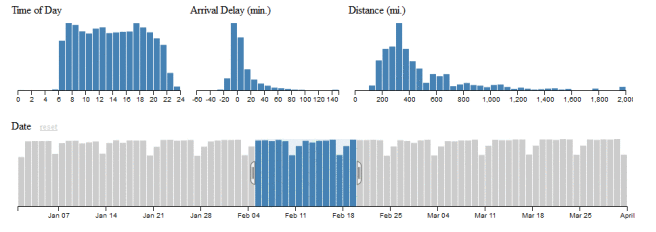 Time of Day
Arrival Delay (min.)
Distance (mi.)
0 2 4 6 8 10 12 14 16 18 20 22 24
-60 -40 -20 0 20 40 60 80 100 120 140
0 200 400 600 800 1,000 1,200 1,400 1,600 1,800 2,00
Date reset
Jan 07 Jan 14 Jan 21 Jan 28 Feb 04 Feb 11 Feb 18 Feb 25 Mar 04 Mar 11 Mar 18 Mar 25 April